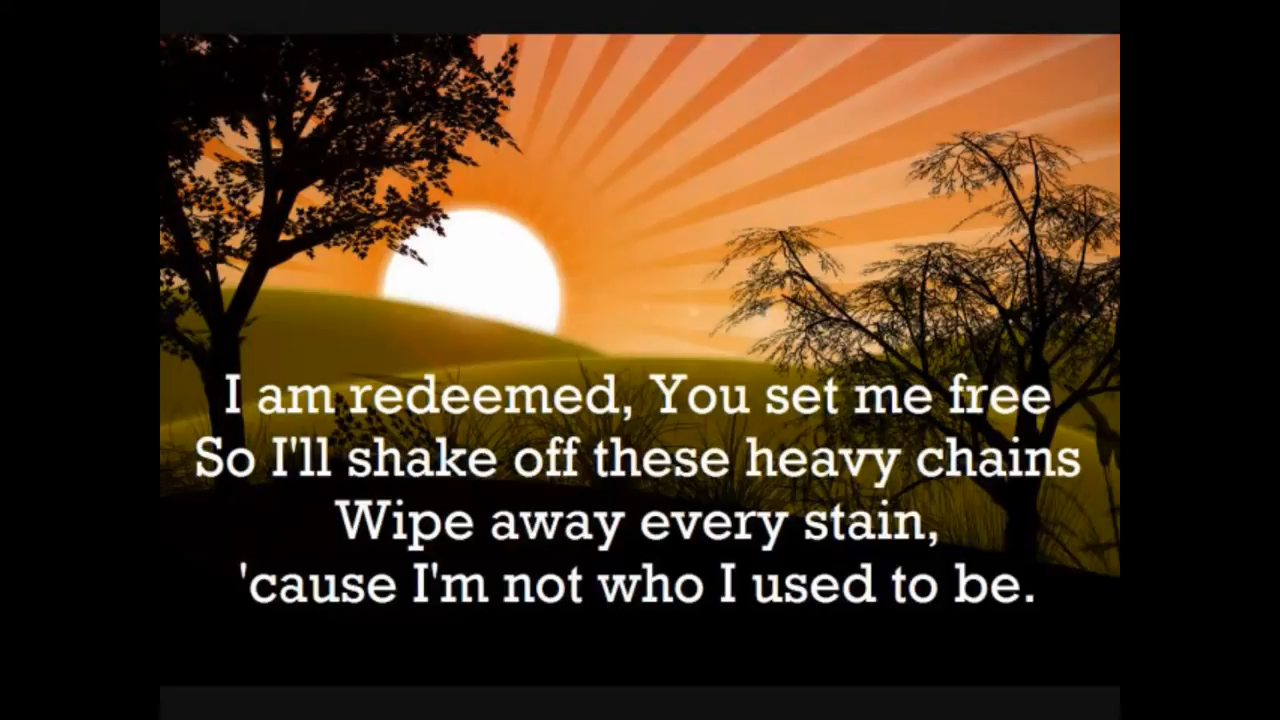 I am redeemed, You set me free
So I'll shake off these heavy chains
Wipe away every stain,
'cause I'm not who I used to be.